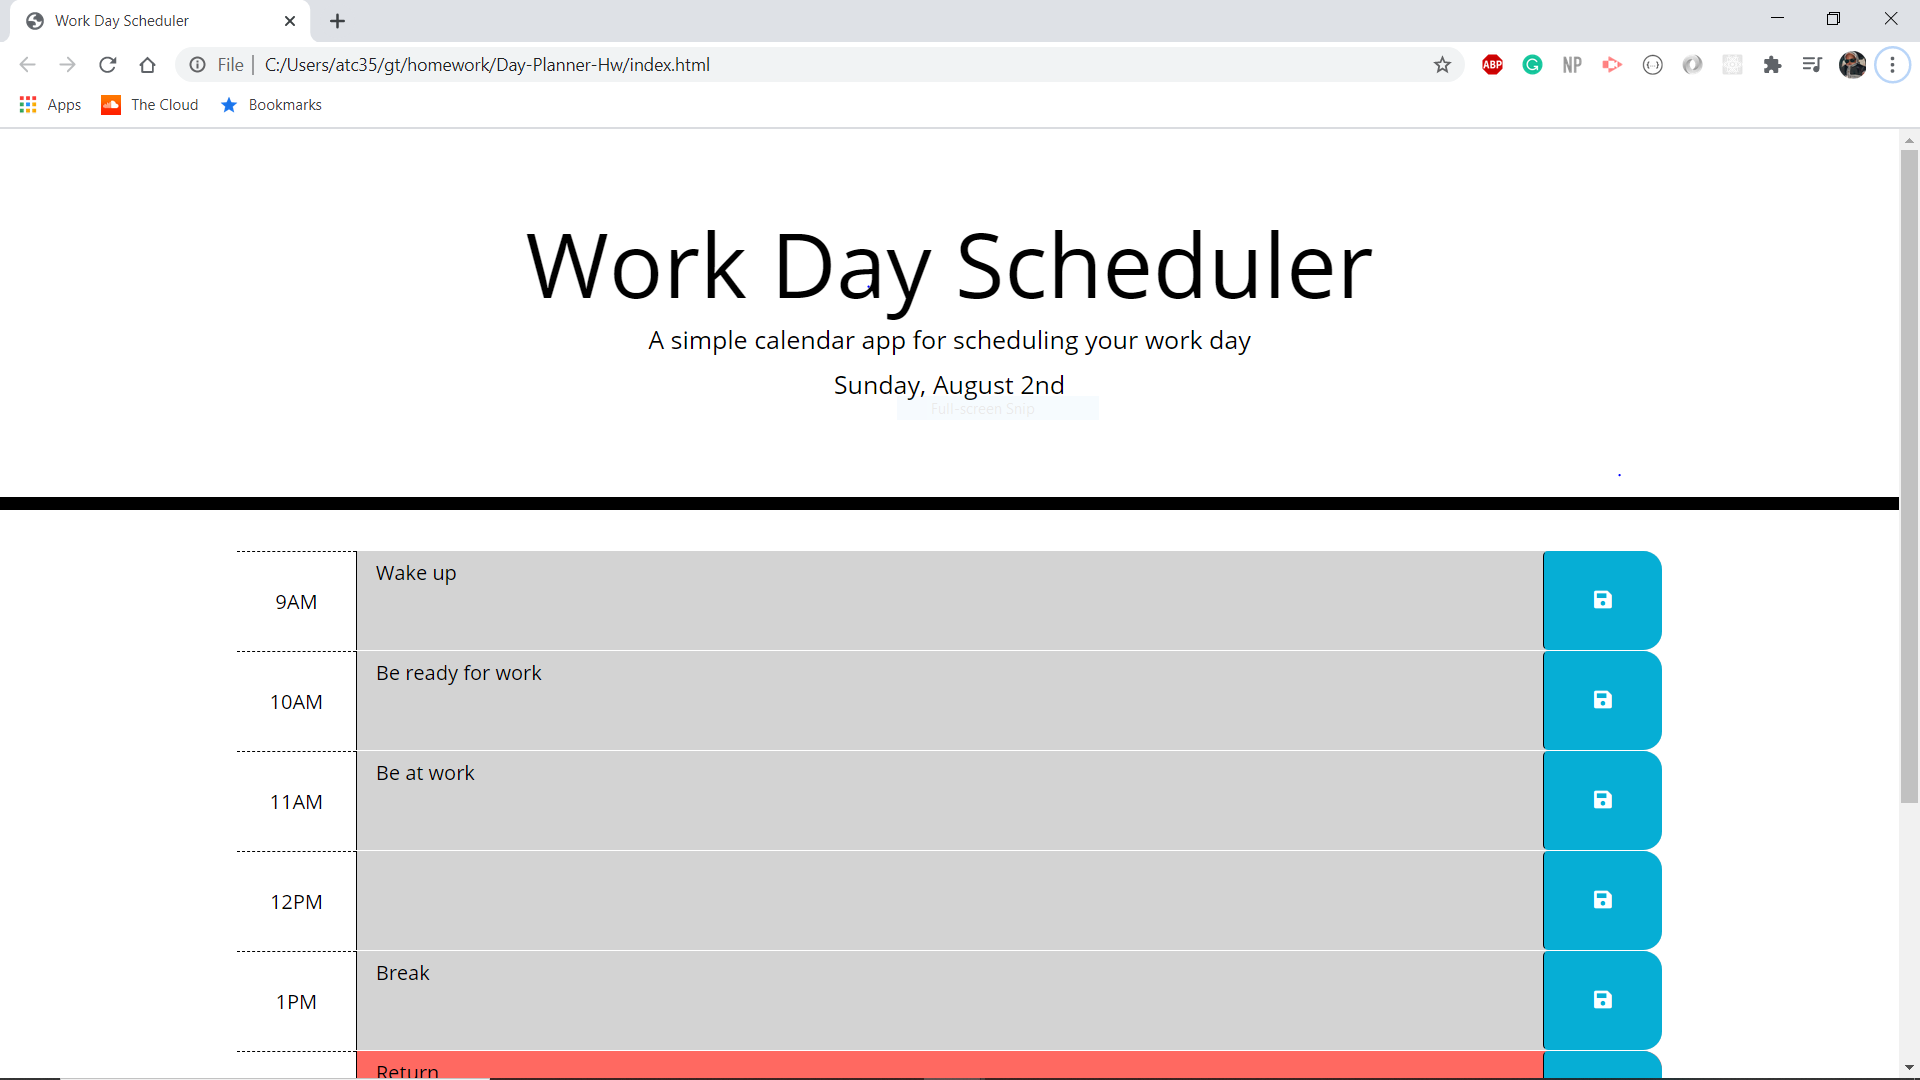 Work Day Scheduler
File | C:/Users/atc35/gt/homework/Day-Planner-Hw/index.html
ABP
NP
Apps
The Cloud
Bookmarks
Work Day Scheduler
A simple calendar app for scheduling your work day
Sunday, August 2nd
Full-screen Snip
9AM
Wake up
10AM
Be ready for work
11AM
Be at work
12PM
1PM
Break
Return